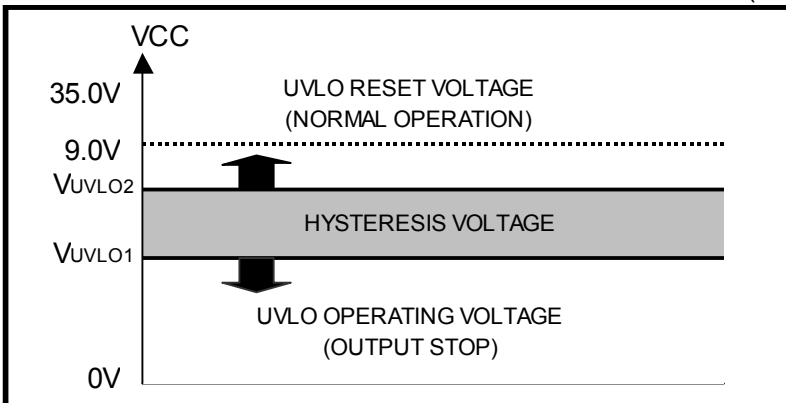 VCC
35.0V
UVLO RESET VOLTAGE
(NORMAL OPERATION)
9.0V
VUVLO2
HYSTERESIS VOLTAGE
VUVLO1
UVLO OPERATING VOLTAGE
(OUTPUT STOP)
0V